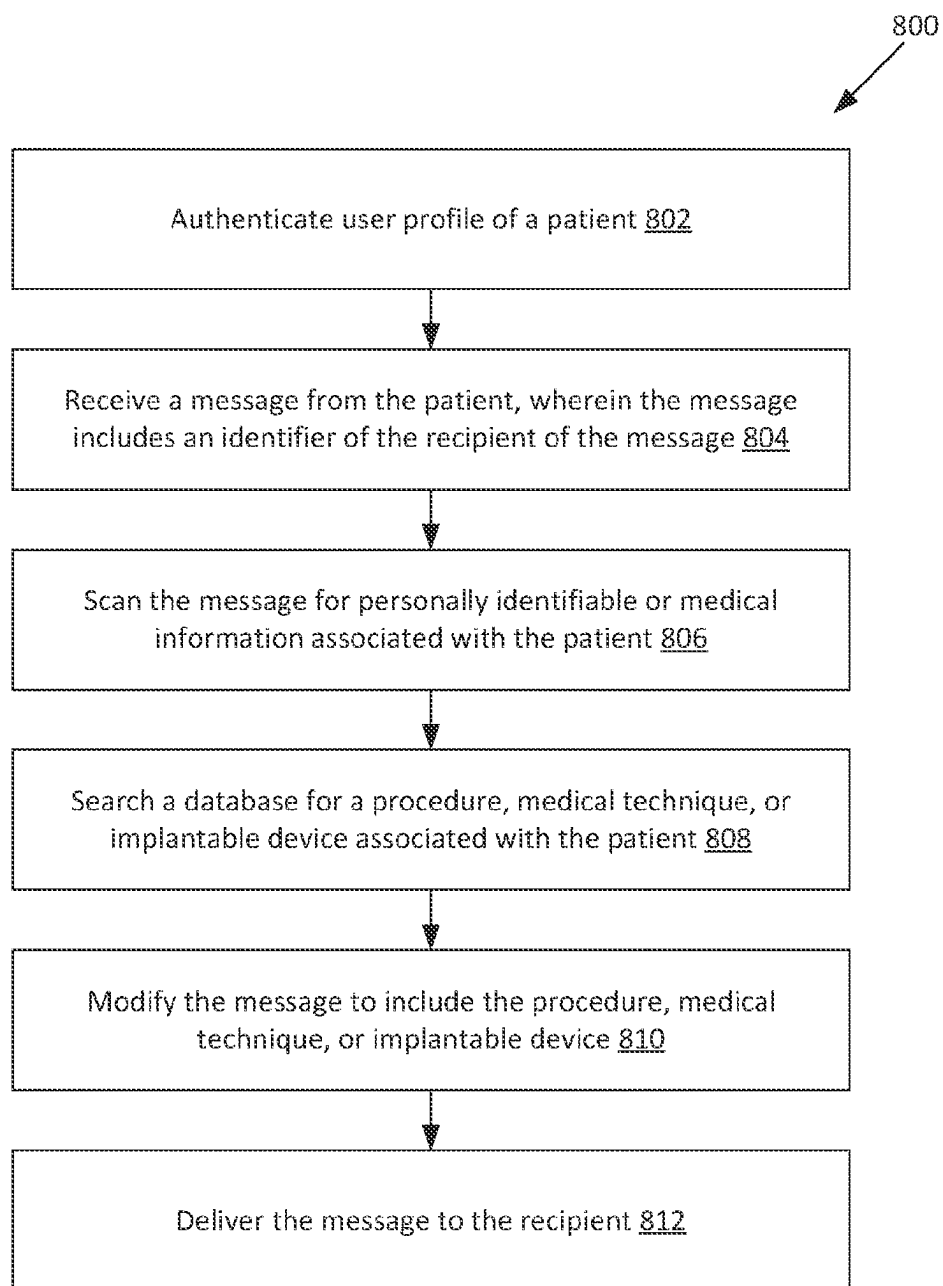 800
Authenticate user profile of a patient 802
Receive a message from the patient, wherein the message
includes an identifier of the recipient of the message 804
Scan the message for personally identifiable or medical
information associated with the patient 806
Search a database for a procedure, medical technique, or
implantable device associated with the patient 808
Modify the message to include the procedure, medical
technique, or implantable device 810
Deliver the message to the recipient 812